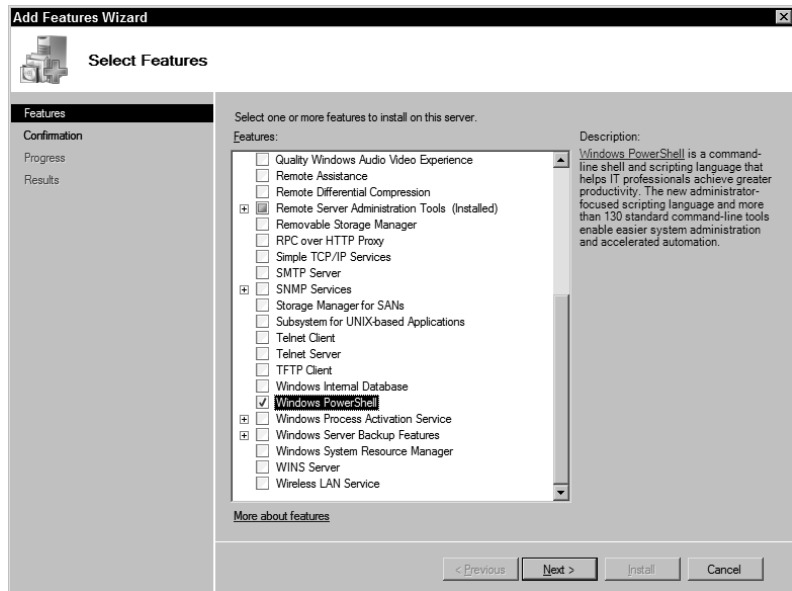 Add Features Wizard
Select Features
Features
Confirmation
Progress
Results
Select one or more features to install on this server.
Features:
Quality Windows Audio Video Experience
Remote Assistance
Remote Differential Compression
Remote Server Administration Tools (Installed)
Removable Storage Manager
RPC over HTTP Proxy
Simple TCP/IP Services
SMTP Server
SNMP Services
Storage Manager for SANs
Subsystem for UNIX-based Applications
Telnet Client
Telnet Server
TFTP Client
Windows Internal Database
Windows PowerShell
Windows Process Activation Service
Windows Server Backup Features
Windows System Resource Manager
WINS Server
Wireless LAN Service
More about features
Description:
Windows PowerShell is a command-
line shell and scripting language that
helps IT professionals achieve greater
productivity. The new administrator-
focused scripting language and more
than 130 standard command-line tools
enable easier system administration
and accelerated automation.
< Previous
Next >
Install
Cancel